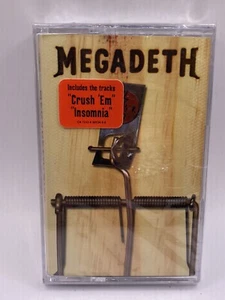 MEGADETH
Includes the tracks
"Crush 'Em"
"Insomnia"